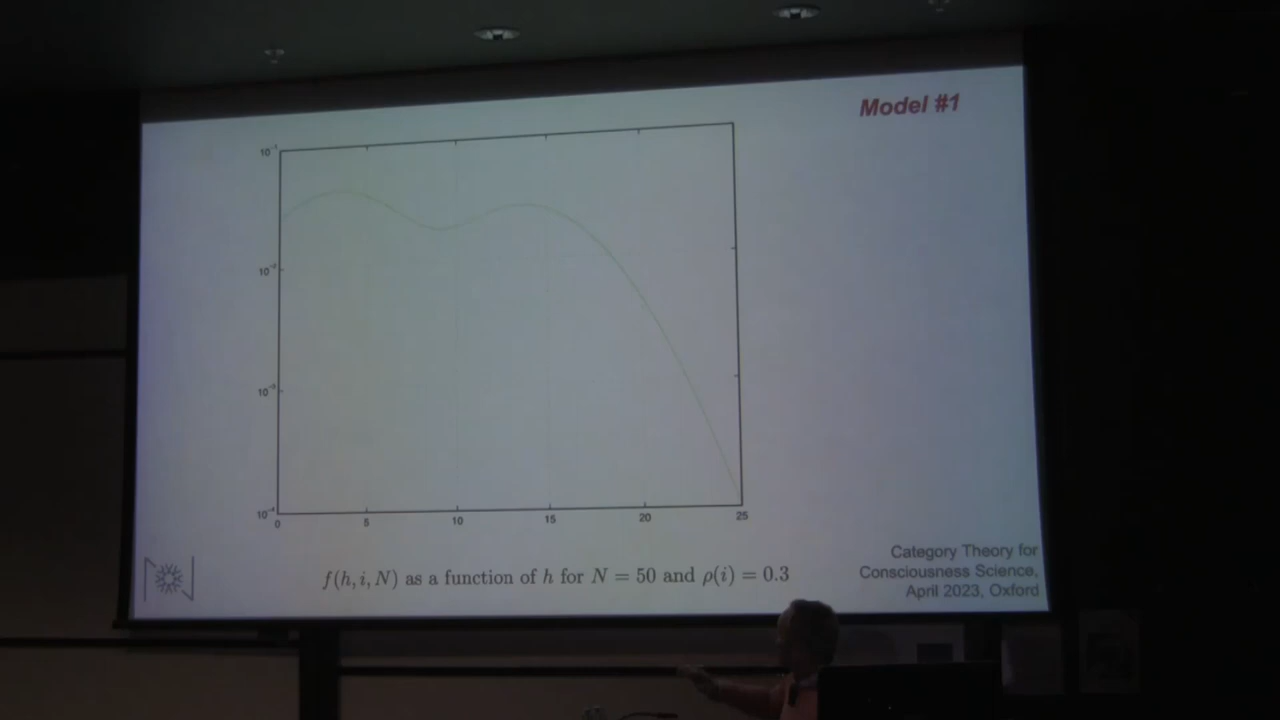 Model #1
10⁻¹
10⁻²
10⁻³
10⁻⁴
0 5 10 15 20 25
f(h, i, N) as a function of h for N = 50 and ρ(i) = 0.3
Category Theory for
Consciousness Science,
April 2023, Oxford